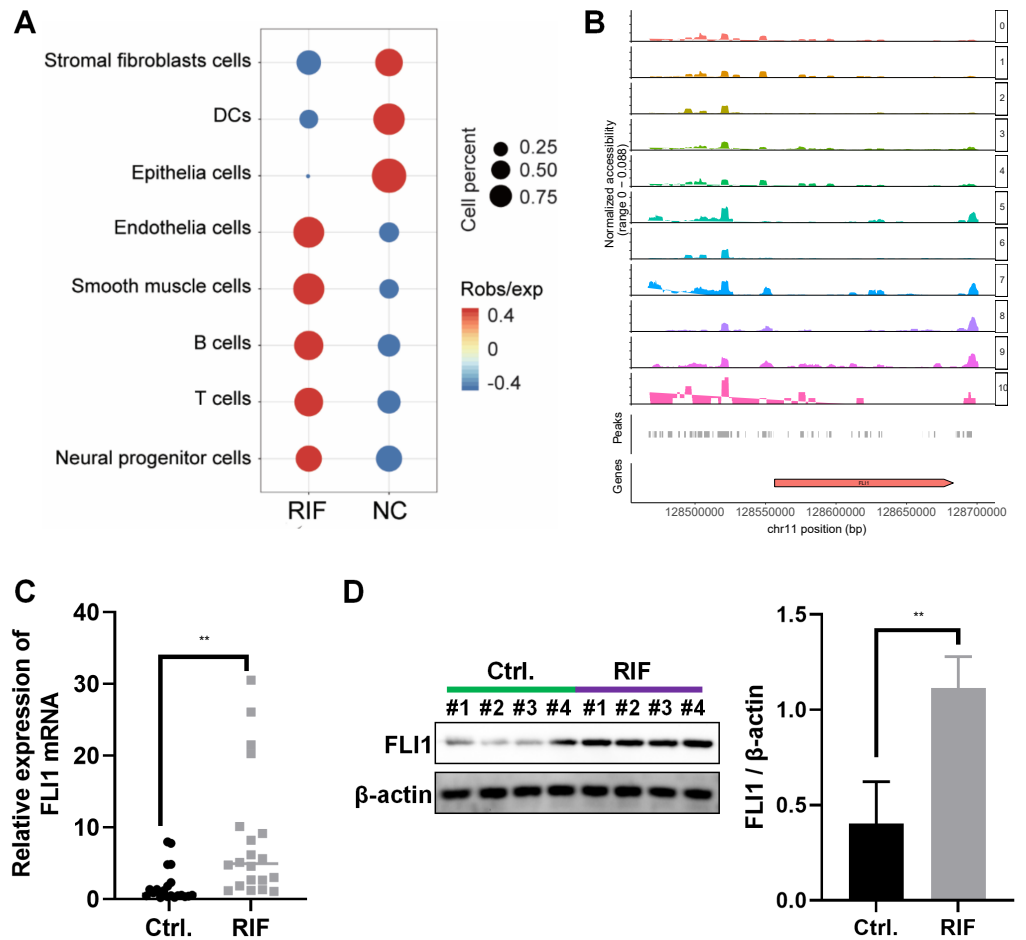 A
Stromal fibroblasts cells
DCs
Epithelia cells
Endothelia cells
Smooth muscle cells
B cells
T cells
Neural progenitor cells
RIF
NC
Cell percent
0.25
0.50
0.75
Robs/exp
0.4
0
-0.4
B
Normalized accessibility
(range 0 – 0.088)
0
1
2
3
4
5
6
7
8
9
10
Peaks
Genes
FLI1
128500000
128550000
128600000
128650000
128700000
chr11 position (bp)
C
Relative expression of
FLI1 mRNA
40
30
20
10
0
**
Ctrl.
RIF
D
Ctrl.
RIF
#1 #2 #3 #4 #1 #2 #3 #4
FLI1
β-actin
FLI1 / β-actin
1.5
1.0
0.5
0.0
**
Ctrl.
RIF